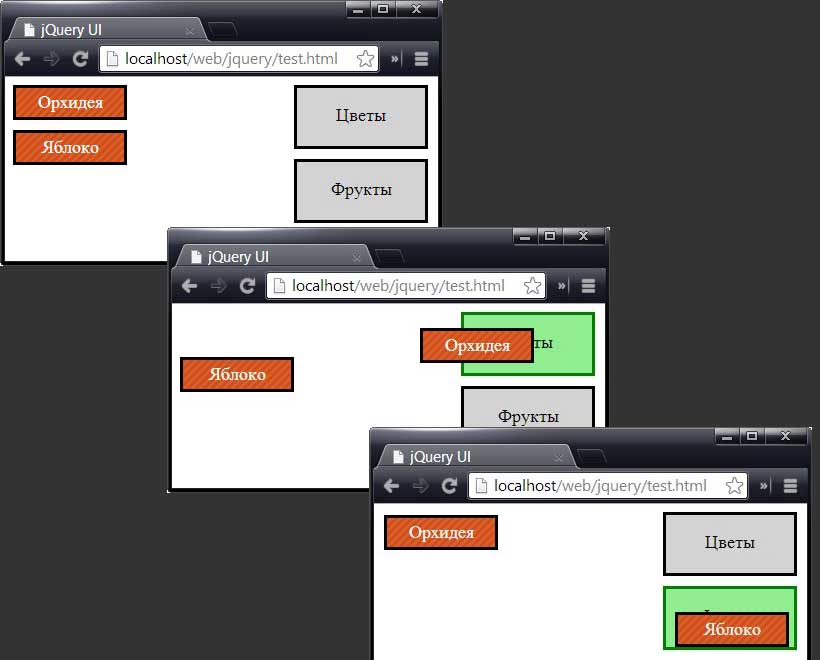 jQuery UI
localhost/web/jquery/test.html
Орхидея
Цветы
Яблоко
Фрукты
jQuery UI
localhost/web/jquery/test.html
Орхидея
ты
Яблоко
Фрукты
jQuery UI
localhost/web/jquery/test.html
Орхидея
Цветы
Яблоко